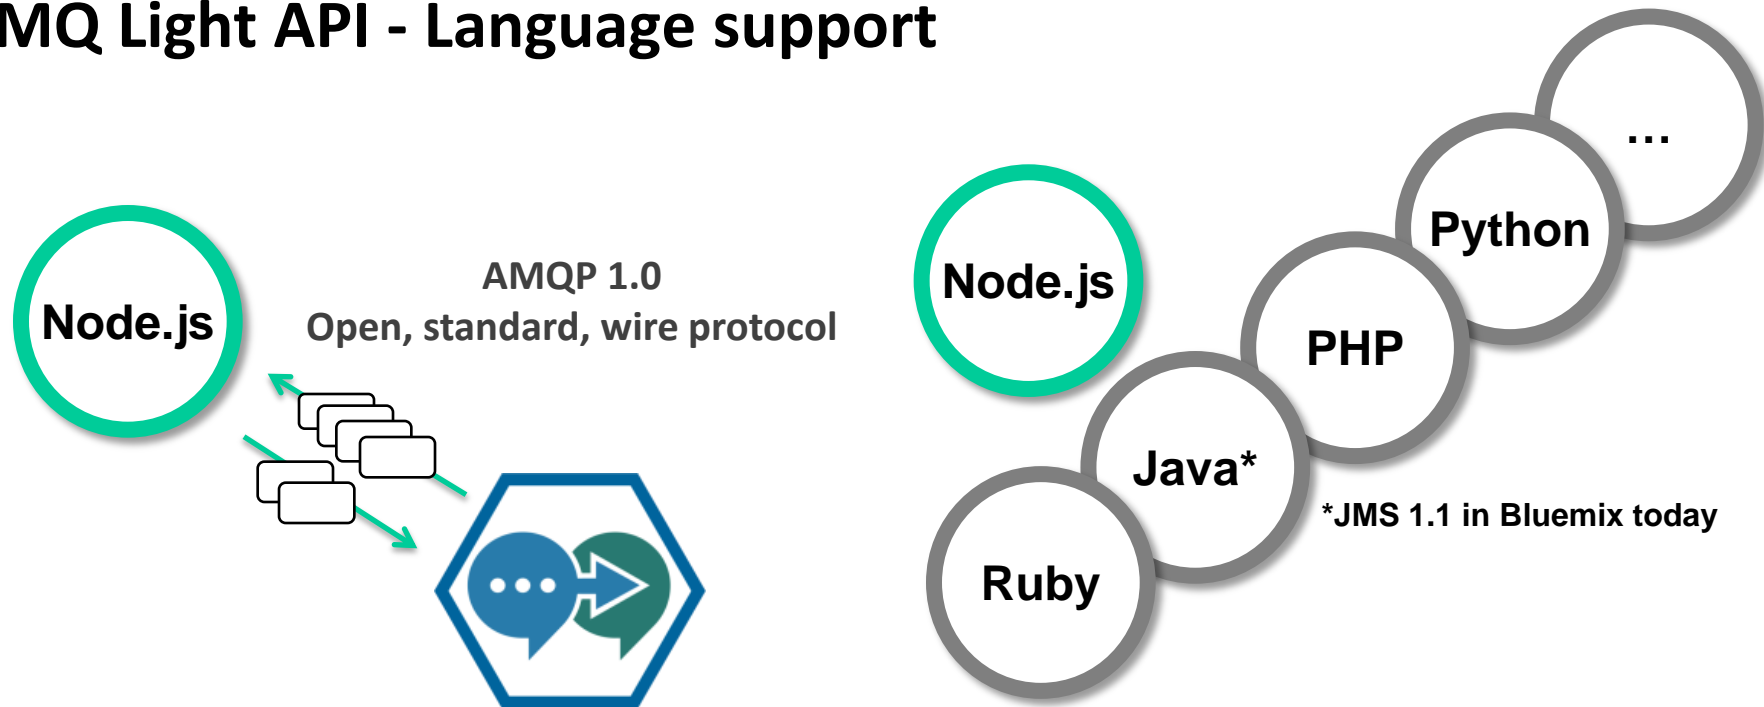 MQ Light API - Language support
Node.js
AMQP 1.0
Open, standard, wire protocol
Node.js
...
Python
PHP
Java*
Ruby
*JMS 1.1 in Bluemix today